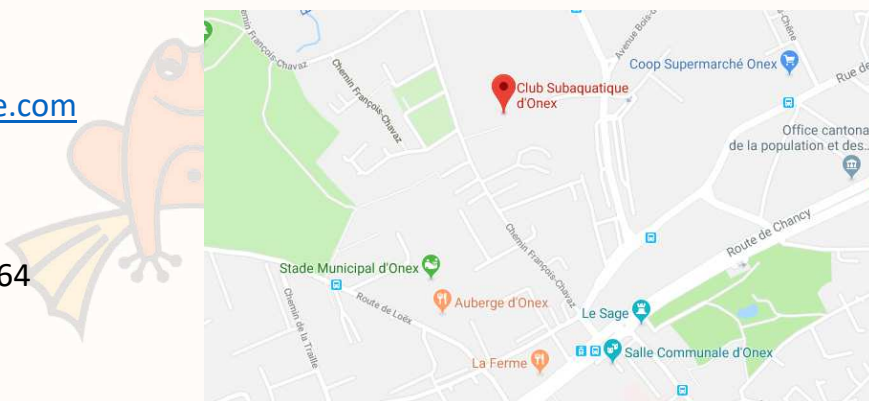 e.com
64
Chemin François-Chavaz
Chemin François-Chavaz
Avenue Bois-
-Chêne
Coop Supermarché Onex
Rue de
Club Subaquatique
d'Onex
Office cantona
de la population et des...
Route de Chancy
Chemin François-Chavaz
Stade Municipal d'Onex
Auberge d'Onex
Le Sage
Chemin de la Traille
Route de Loëx
Salle Communale d'Onex
La Ferme